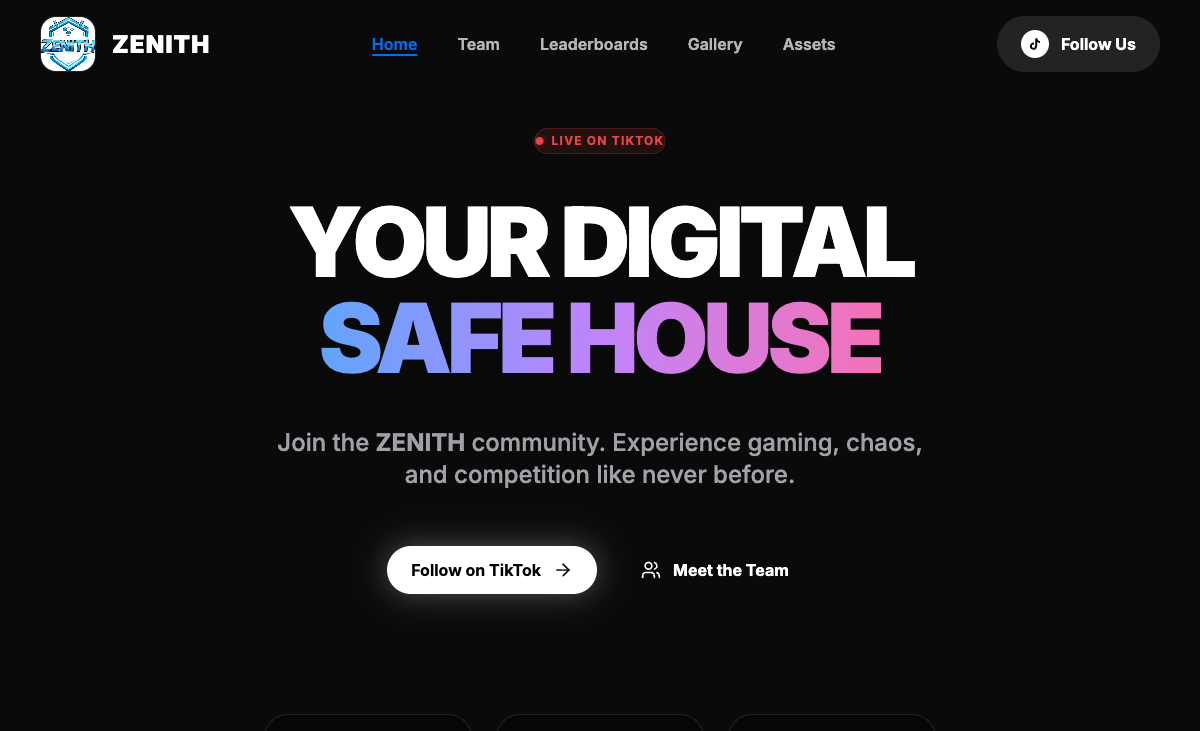 ZENITH
ZENITH
Home
Team
Leaderboards
Gallery
Assets
Follow Us
LIVE ON TIKTOK
YOUR DIGITAL
SAFE HOUSE
Join the ZENITH community. Experience gaming, chaos,
and competition like never before.
Follow on TikTok
Meet the Team